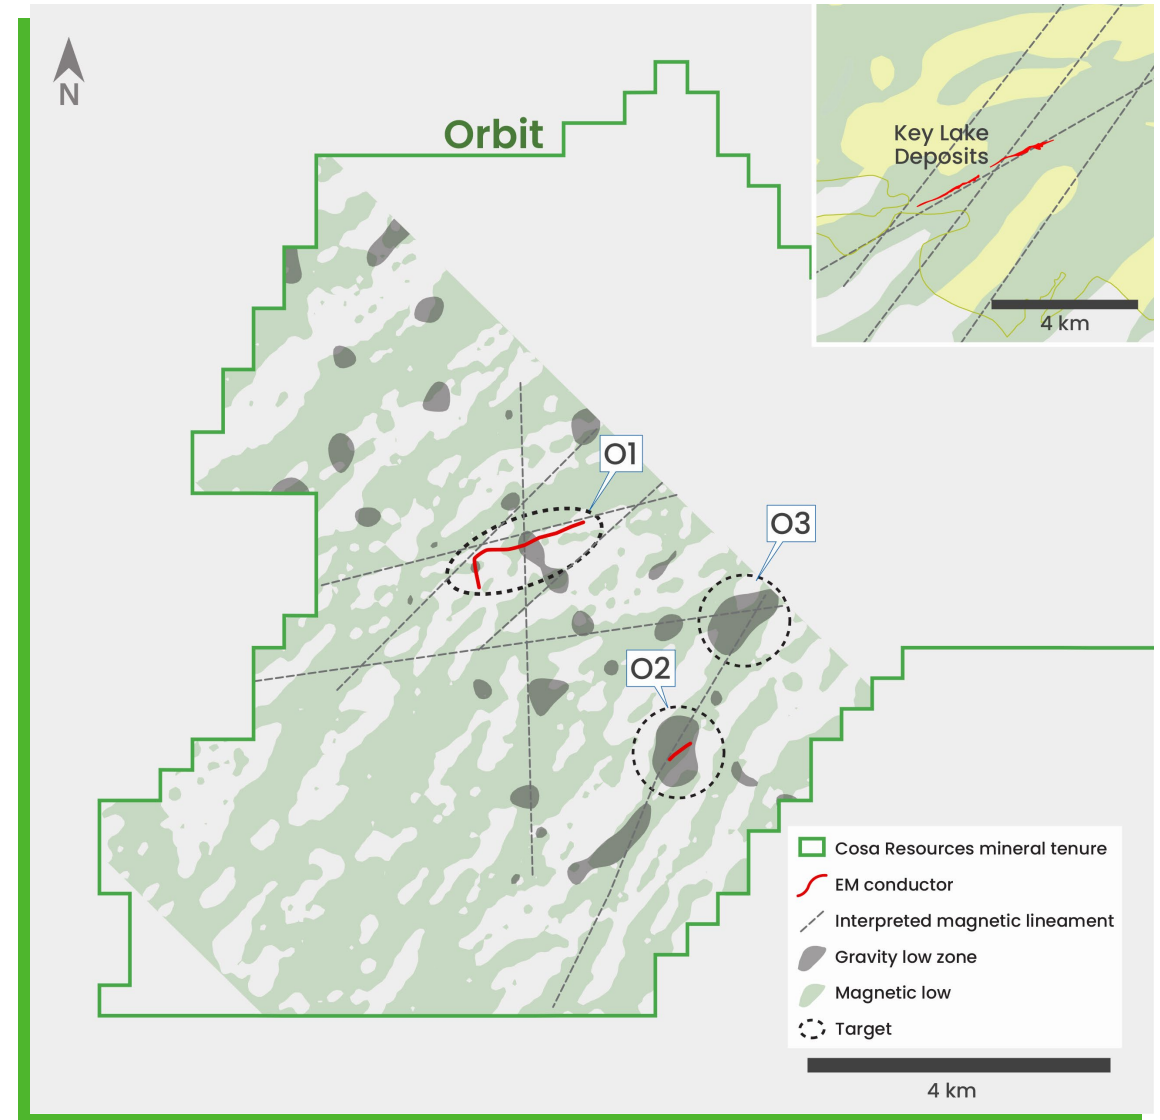 N
Orbit
Key Lake
Deposits
4 km
O1
O3
O2
Cosa Resources mineral tenure
EM conductor
Interpreted magnetic lineament
Gravity low zone
Magnetic low
Target
4 km